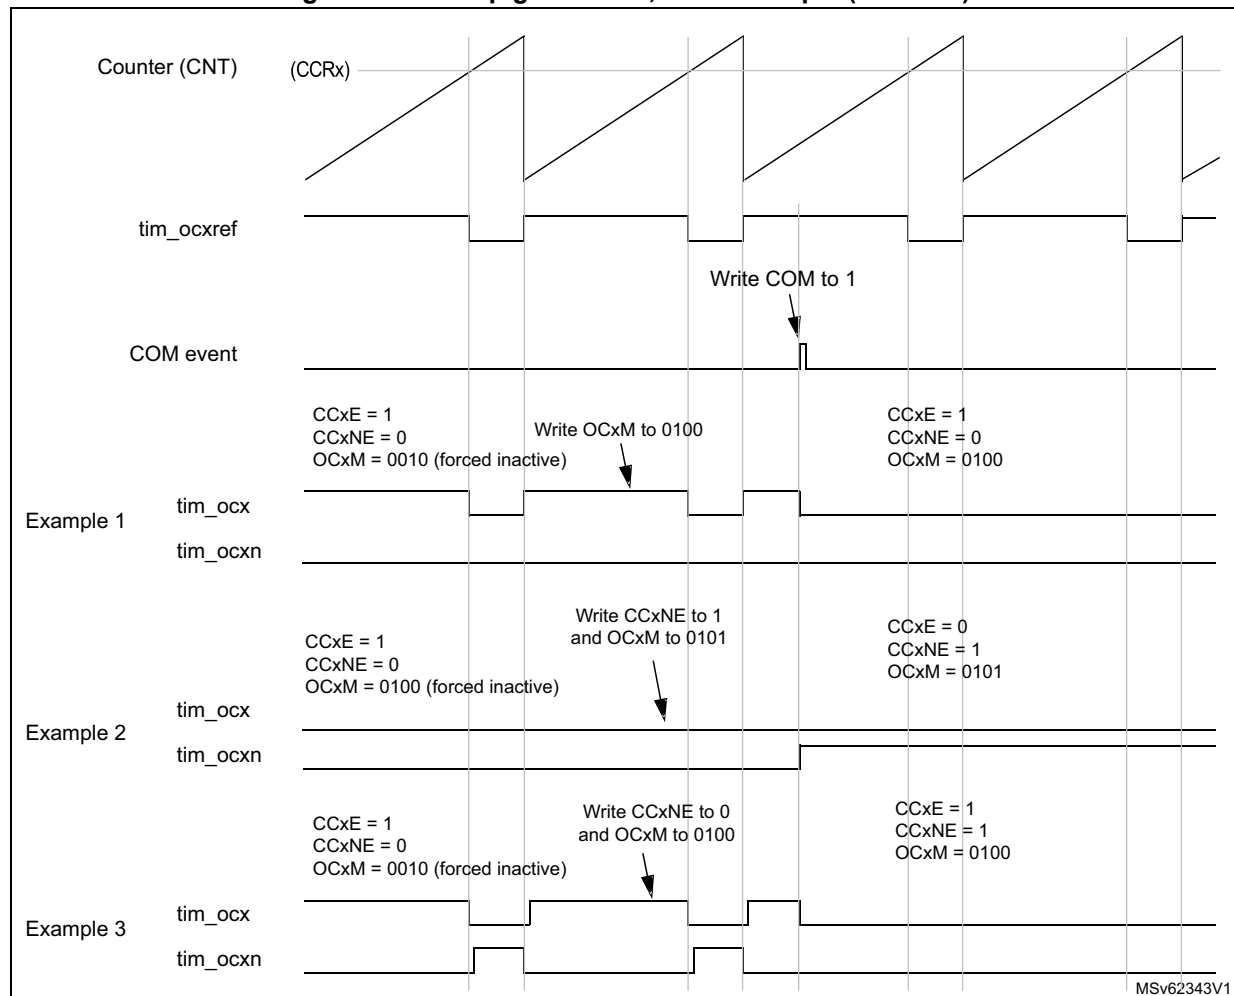 Counter (CNT)
(CCRx)
tim_ocxref
Write COM to 1
COM event
CCxE = 1
CCxNE = 0
OCxM = 0010 (forced inactive)
Write OCxM to 0100
CCxE = 1
CCxNE = 0
OCxM = 0100
Example 1
tim_ocx
tim_ocxn
CCxE = 1
CCxNE = 0
OCxM = 0100 (forced inactive)
Write CCxNE to 1
and OCxM to 0101
CCxE = 0
CCxNE = 1
OCxM = 0101
Example 2
tim_ocx
tim_ocxn
CCxE = 1
CCxNE = 0
OCxM = 0010 (forced inactive)
Write CCxNE to 0
and OCxM to 0100
CCxE = 1
CCxNE = 1
OCxM = 0100
Example 3
tim_ocx
tim_ocxn
MSv62343V1